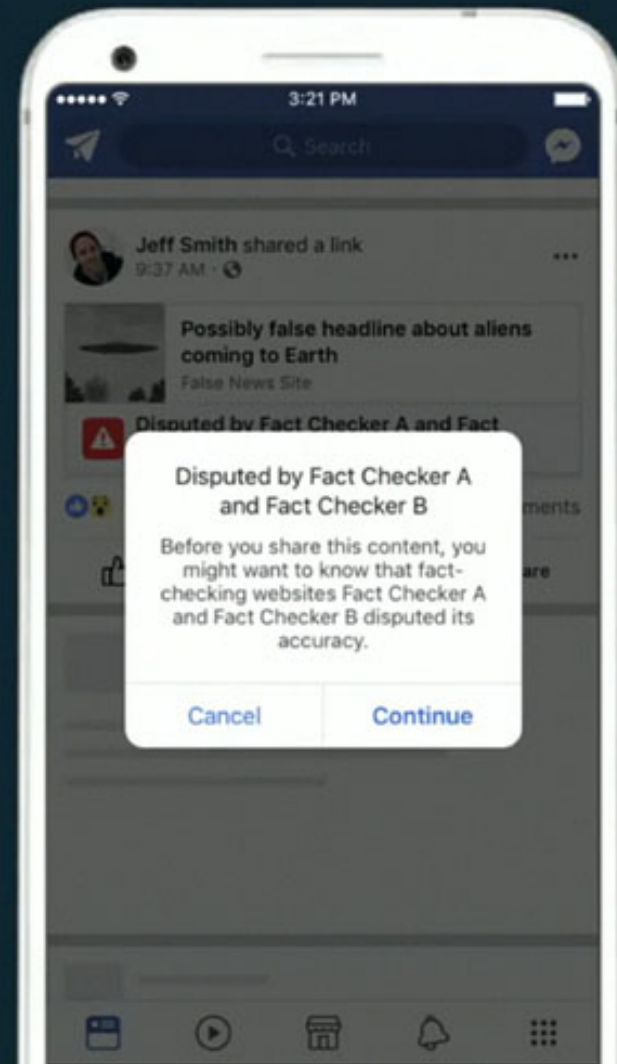 3:21 PM
Search
Jeff Smith shared a link
9:37 AM
Possibly false headline about aliens
coming to Earth
False News Site
Disputed by Fact Checker A and Fact
ments
are
Disputed by Fact Checker A
and Fact Checker B
Before you share this content, you
might want to know that fact-
checking websites Fact Checker A
and Fact Checker B disputed its
accuracy.
Cancel
Continue